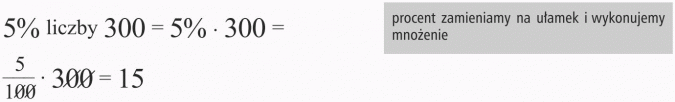 5% liczby 300 = 5% · 300 =
5/100 · 300 = 15
procent zamieniamy na ułamek i wykonujemy
mnożenie